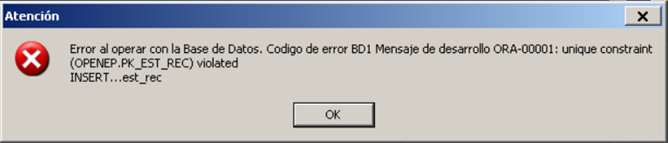 Atención
Error al operar con la Base de Datos. Codigo de error BD1 Mensaje de desarrollo ORA-00001: unique constraint
(OPENEP.PK_EST_REC) violated
INSERT...est_rec
OK